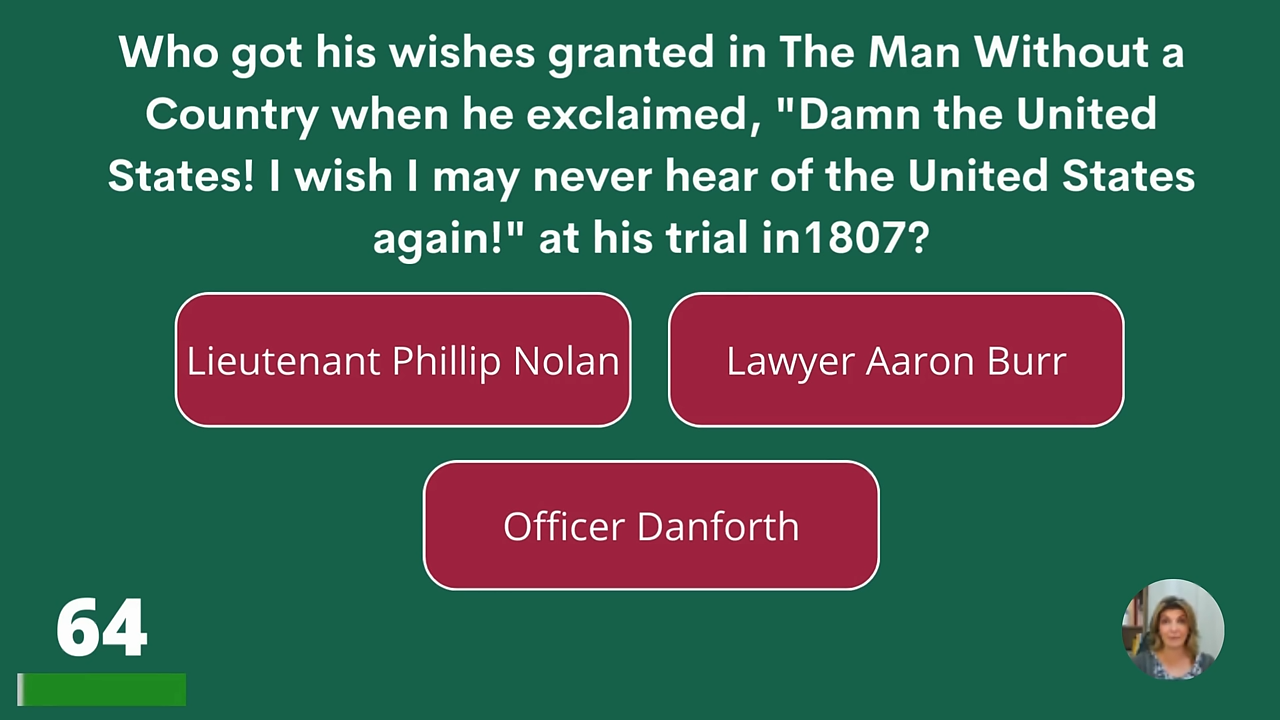 Who got his wishes granted in The Man Without a
Country when he exclaimed, "Damn the United
States! I wish I may never hear of the United States
again!" at his trial in1807?
Lieutenant Phillip Nolan
Lawyer Aaron Burr
Officer Danforth
64